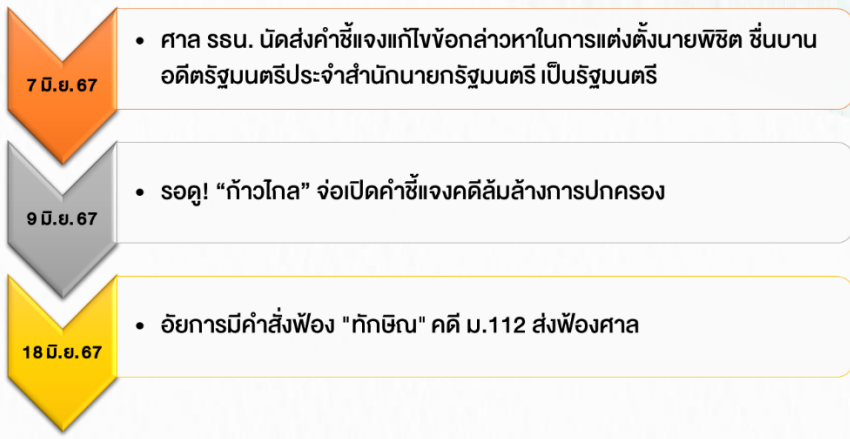 7 มิ.ย. 67
• ศาล รธน. นัดส่งคำชี้แจงแก้ไขข้อกล่าวหาในการแต่งตั้งนายพิชิต ชื่นบาน
อดีตรัฐมนตรีประจำสำนักนายกรัฐมนตรี เป็นรัฐมนตรี
9 มิ.ย. 67
• รอดู! “ก้าวไกล” จ่อเปิดคำชี้แจงคดีล้มล้างการปกครอง
18 มิ.ย. 67
• อัยการมีคำสั่งฟ้อง "ทักษิณ" คดี ม.112 ส่งฟ้องศาล